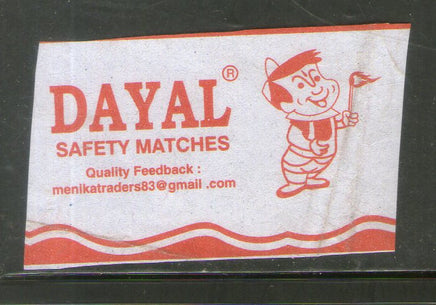 DAYAL®
SAFETY MATCHES
Quality Feedback :
menikatraders83@gmail .com